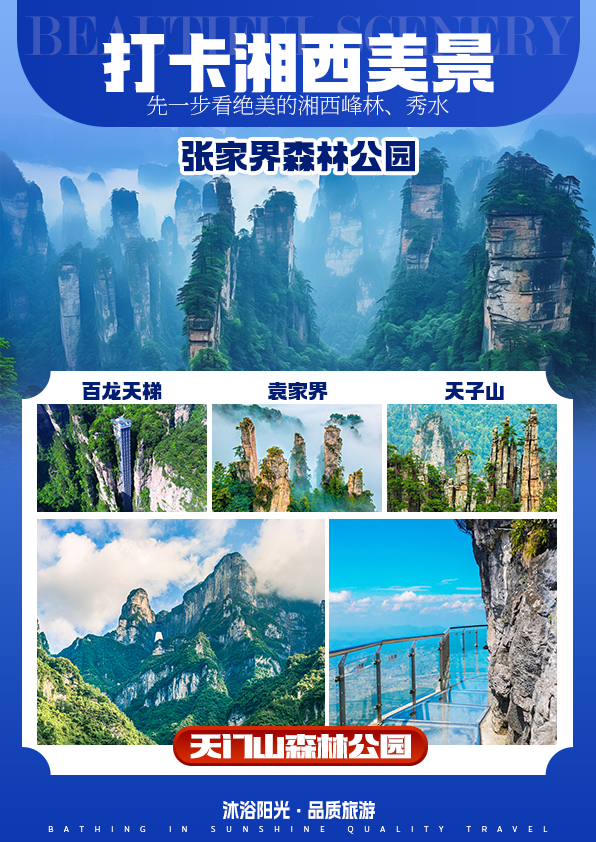 BEAUTIFUL SCENERY
打卡湘西美景
先一步看绝美的湘西峰林、秀水
张家界森林公园
百龙天梯 袁家界 天子山
天门山森林公园
沐浴阳光·品质旅游
BATHING IN SUNSHINE QUALITY TRAVEL